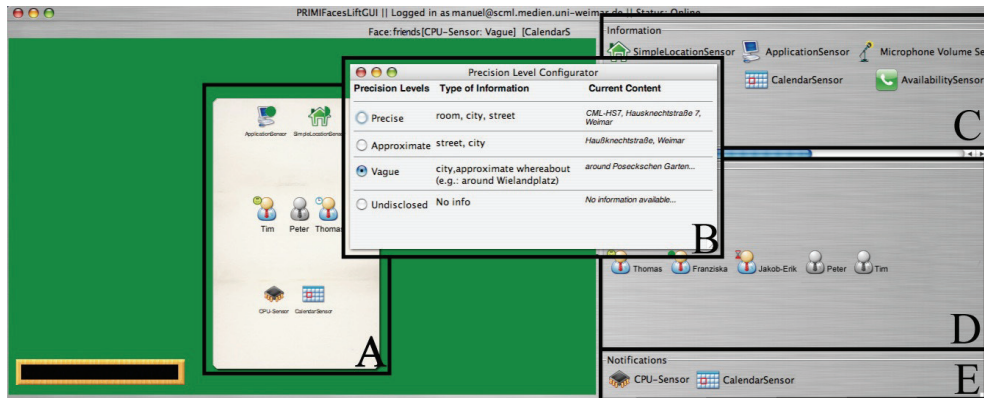 PRIMIFacesLiftGUI || Logged in as manuel@scml.medien.uni-weimar.de || Status: Online
Face: friends[CPU-Sensor: Vague] [CalendarS
Information
SimpleLocationSensor ApplicationSensor Microphone Volume Se
CalendarSensor AvailabilitySensor
C
Precision Level Configurator
Precision Levels Type of Information Current Content
Precise room, city, street CML-HS7, Hausknechtstraße 7,
Weimar
Approximate street, city Haußknechtstraße, Weimar
Vague city,approximate whereabout around Poseckschen Garten...
(e.g.: around Wielandplatz)
Undisclosed No info No information available...
B
ApplicationSensor SimpleLocationSens
Tim Peter Thomas
CPU-Sensor CalendarSensor
A
Thomas Franziska Jakob-Erik Peter Tim
D
Notifications
CPU-Sensor CalendarSensor
E